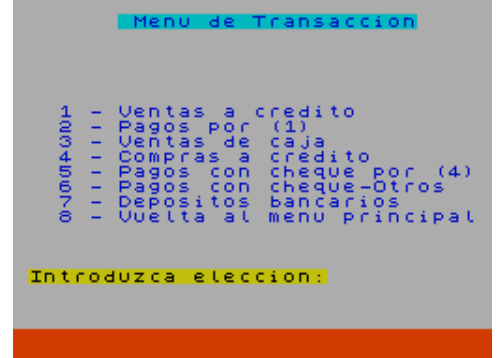 Menu de Transaccion
1 - Ventas a credito
2 - Pagos por (1)
3 - Ventas de caja
4 - Compras a credito
5 - Pagos con cheque por (4)
6 - Pagos con cheque-Otros
7 - Depositos bancarios
8 - Vuelta al menu principal
Introduzca eleccion: